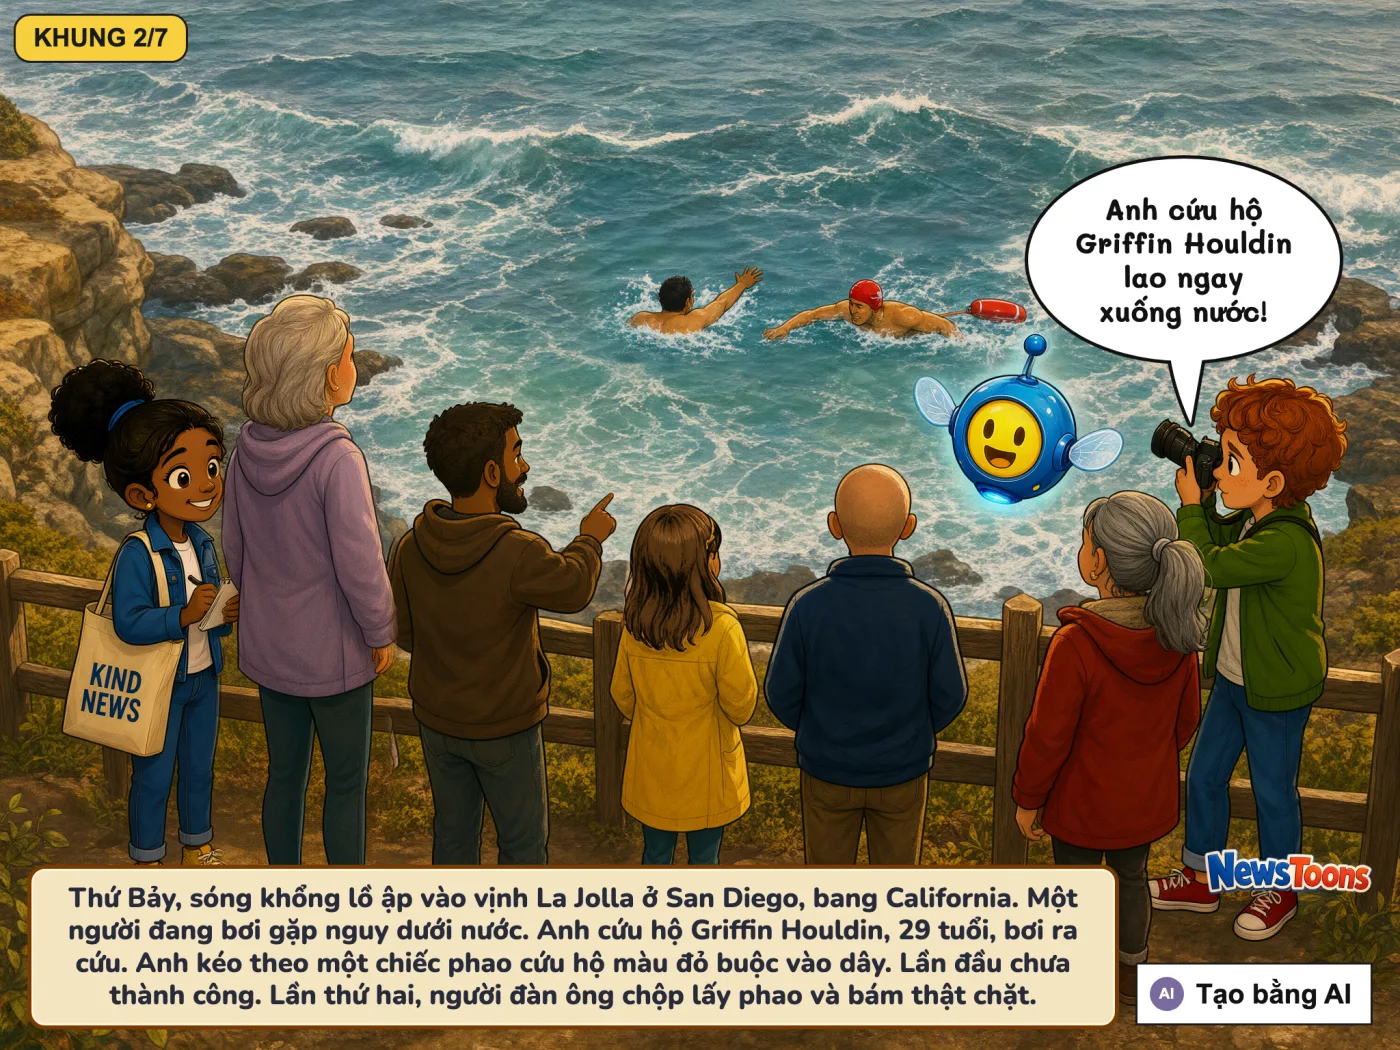 KHUNG 2/7
Anh cứu hộ
Griffin Houldin
lao ngay
xuống nước!
KIND
NEWS
Thứ Bảy, sóng khổng lồ ập vào vịnh La Jolla ở San Diego, bang California. Một
người đang bơi gặp nguy dưới nước. Anh cứu hộ Griffin Houldin, 29 tuổi, bơi ra
cứu. Anh kéo theo một chiếc phao cứu hộ màu đỏ buộc vào dây. Lần đầu chưa
thành công. Lần thứ hai, người đàn ông chộp lấy phao và bám thật chặt.
NEWSTOONS
AI Tạo bằng AI